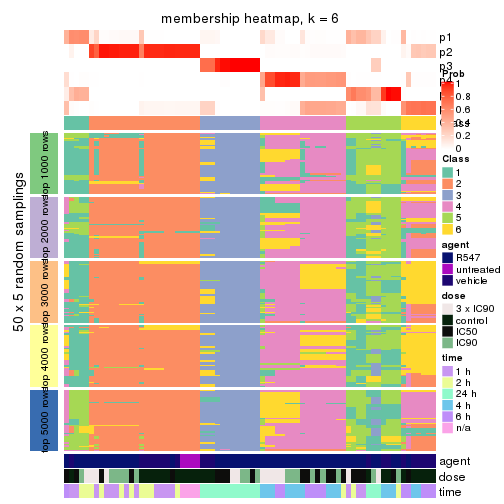 membership heatmap, k = 6
p1
p2
p3
p4
Prob
1
0.8
0.6
0.4
0.2
0
Class
Class
1
2
3
4
5
6
agent
R547
untreated
vehicle
dose
3 x IC90
control
IC50
IC90
time
1 h
2 h
24 h
4 h
6 h
n/a
50 x 5 random samplings
top 1000 rows
top 2000 rows
top 3000 rows
top 4000 rows
top 5000 rows
agent
dose
time